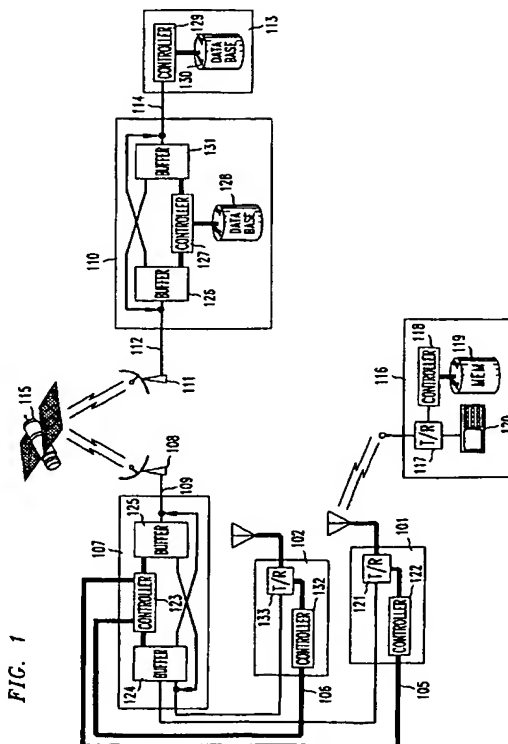 FIG. 1
107
BUFFER
124
CONTROLLER
123
BUFFER
125
109
108
115
111
112
110
BUFFER
126
CONTROLLER
127
DATA
BASE
128
BUFFER
131
114
CONTROLLER
129
130
DATA
BASE
113
102
T/R
133
CONTROLLER
132
106
101
T/R
121
CONTROLLER
122
105
116
T/R
117
CONTROLLER
118
MEM
119
120